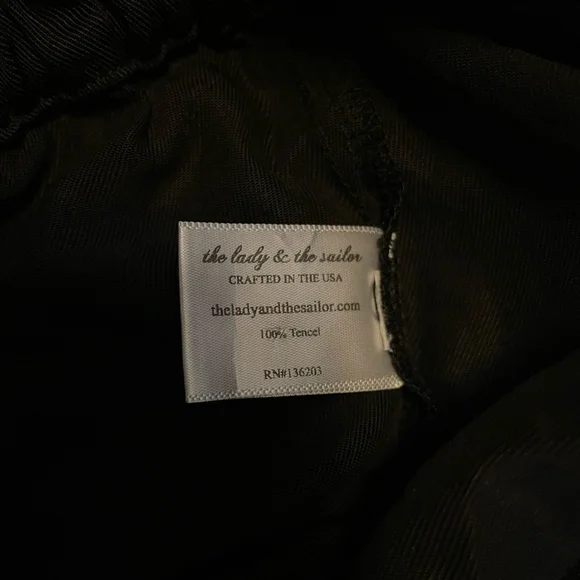 the lady & the sailor
CRAFTED IN THE USA
theladyandthesailor.com
100% Tencel
RN#136203